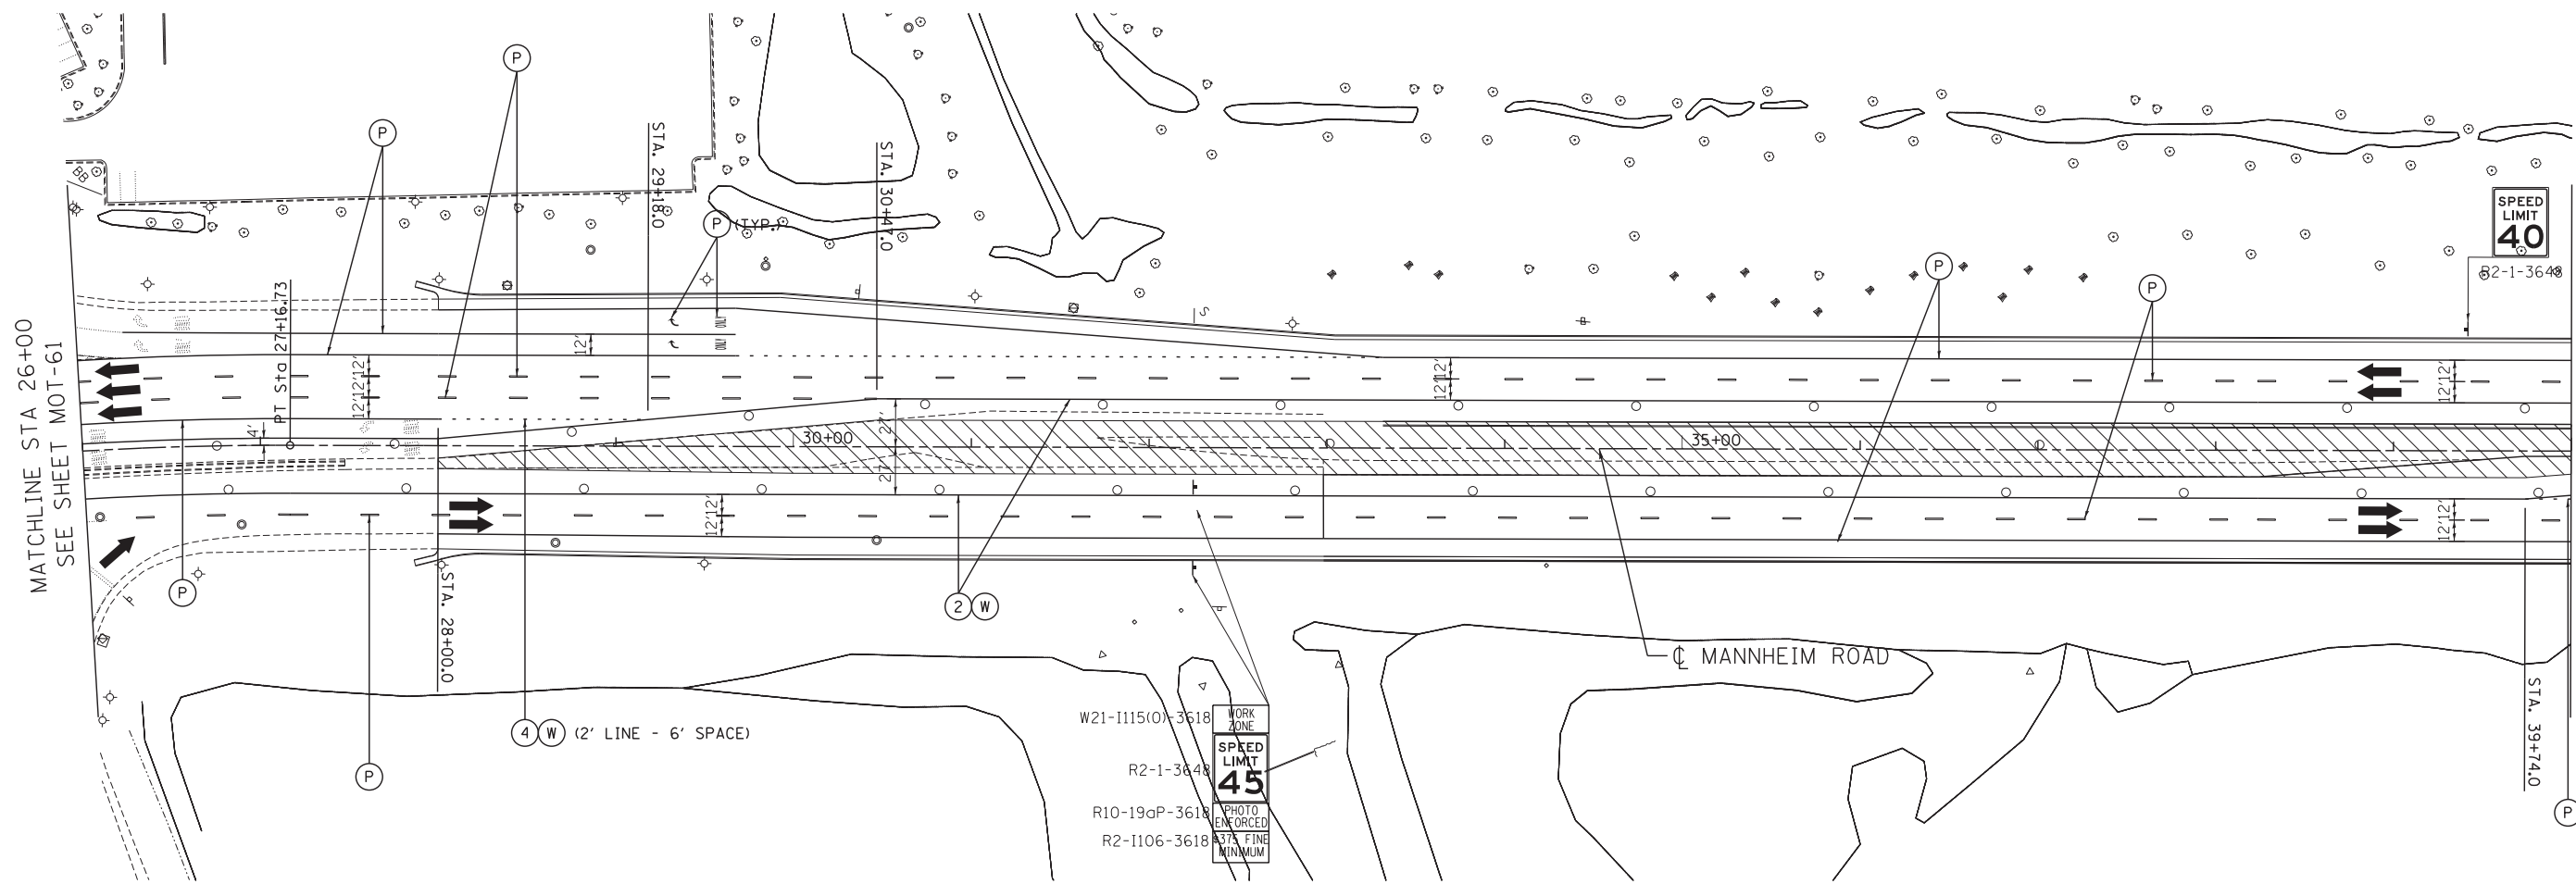 P
P
P
P (TYP.)
P
P
BB
STA. 29+18.0
STA. 30+47.0
SPEED
LIMIT
40
R2-1-3648
MATCHLINE STA 26+00
SEE SHEET MOT-61
PT Sta 27+16.73
12'
ONLY
ONLY
12'12'12'
12'12'
12'12'
4'
S
27'
27'
30+00
35+00
12'12'
12'12'
P
STA. 28+00.0
2 W
4 W (2' LINE - 6' SPACE)
P
℄ MANNHEIM ROAD
STA. 39+74.0
P
W21-I115(O)-3618
WORK
ZONE
R2-1-3648
SPEED
LIMIT
45
R10-19aP-3618
PHOTO
ENFORCED
R2-I106-3618
$375 FINE
MINIMUM